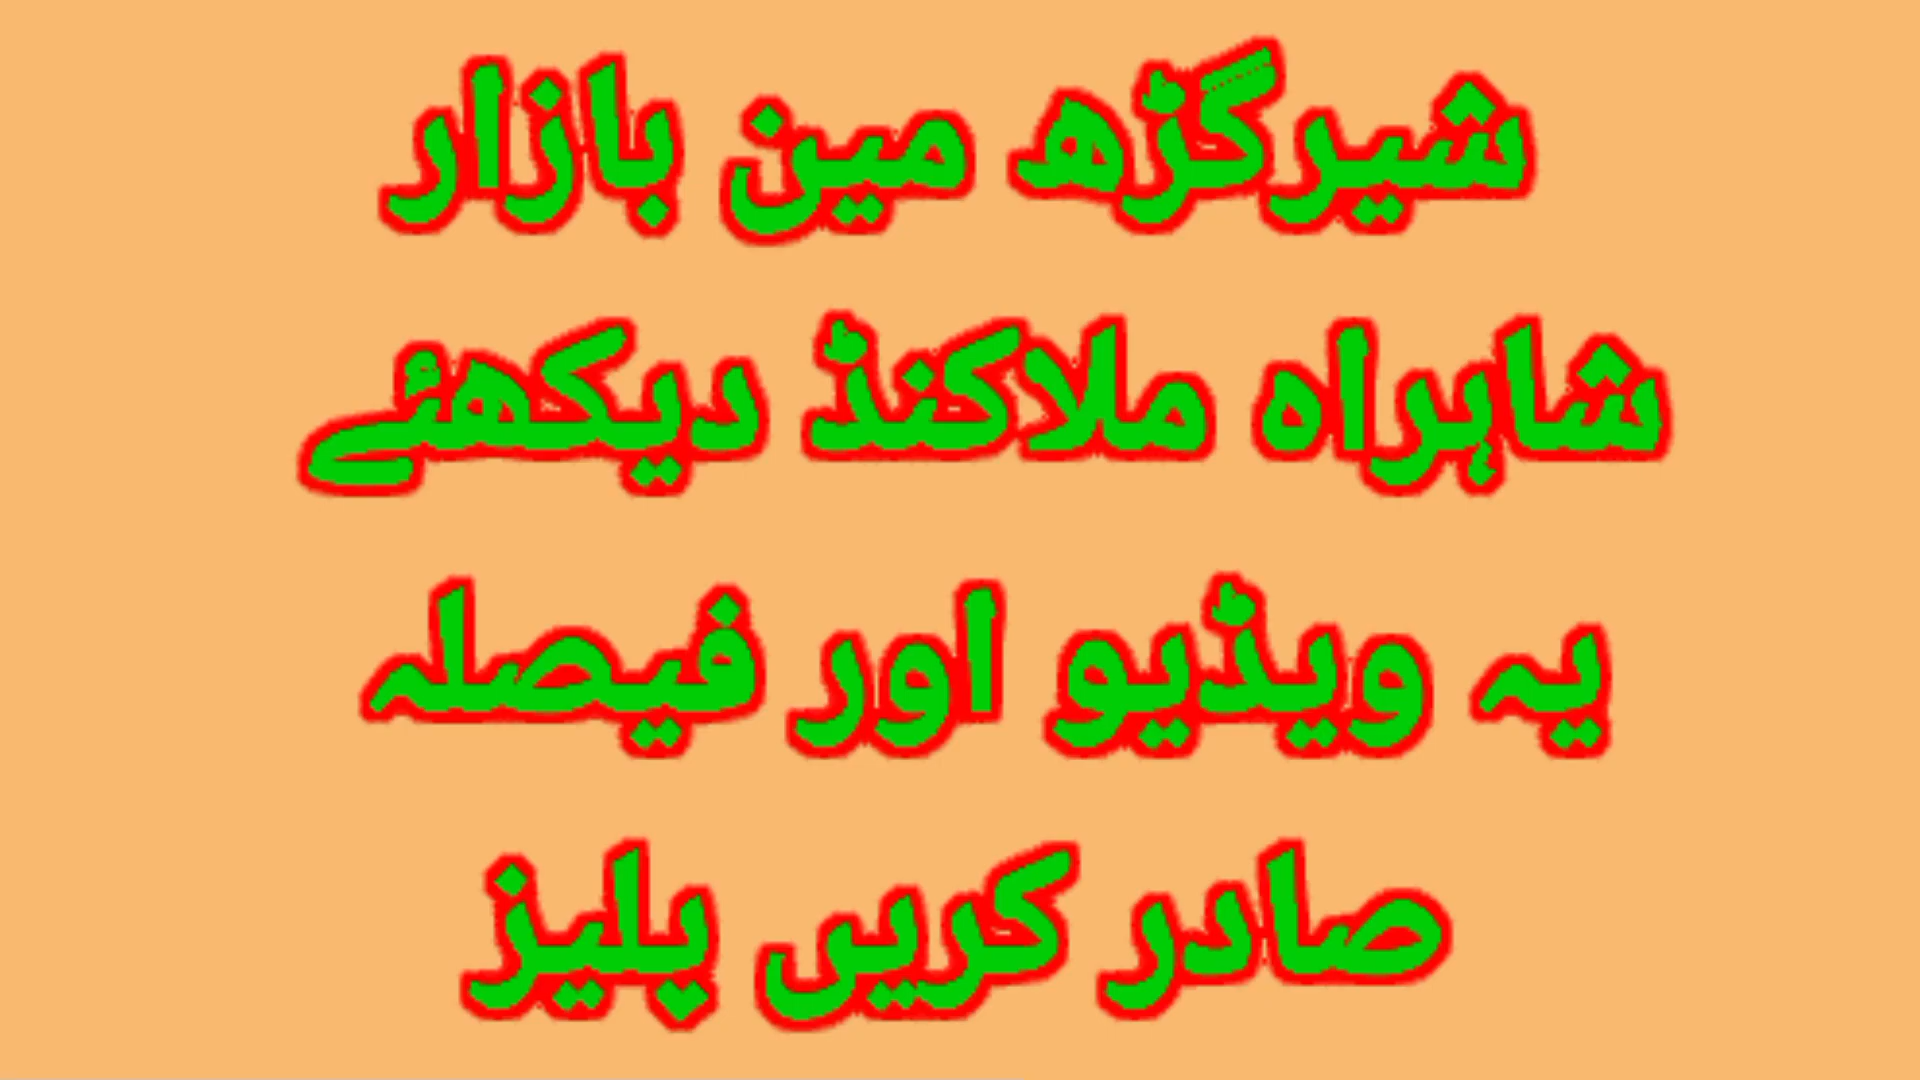 شیرگڑھ مین بازار
شاہراہ ملاکنڈ دیکھئے
یہ ویڈیو اور فیصلہ
صادر کریں پلیز